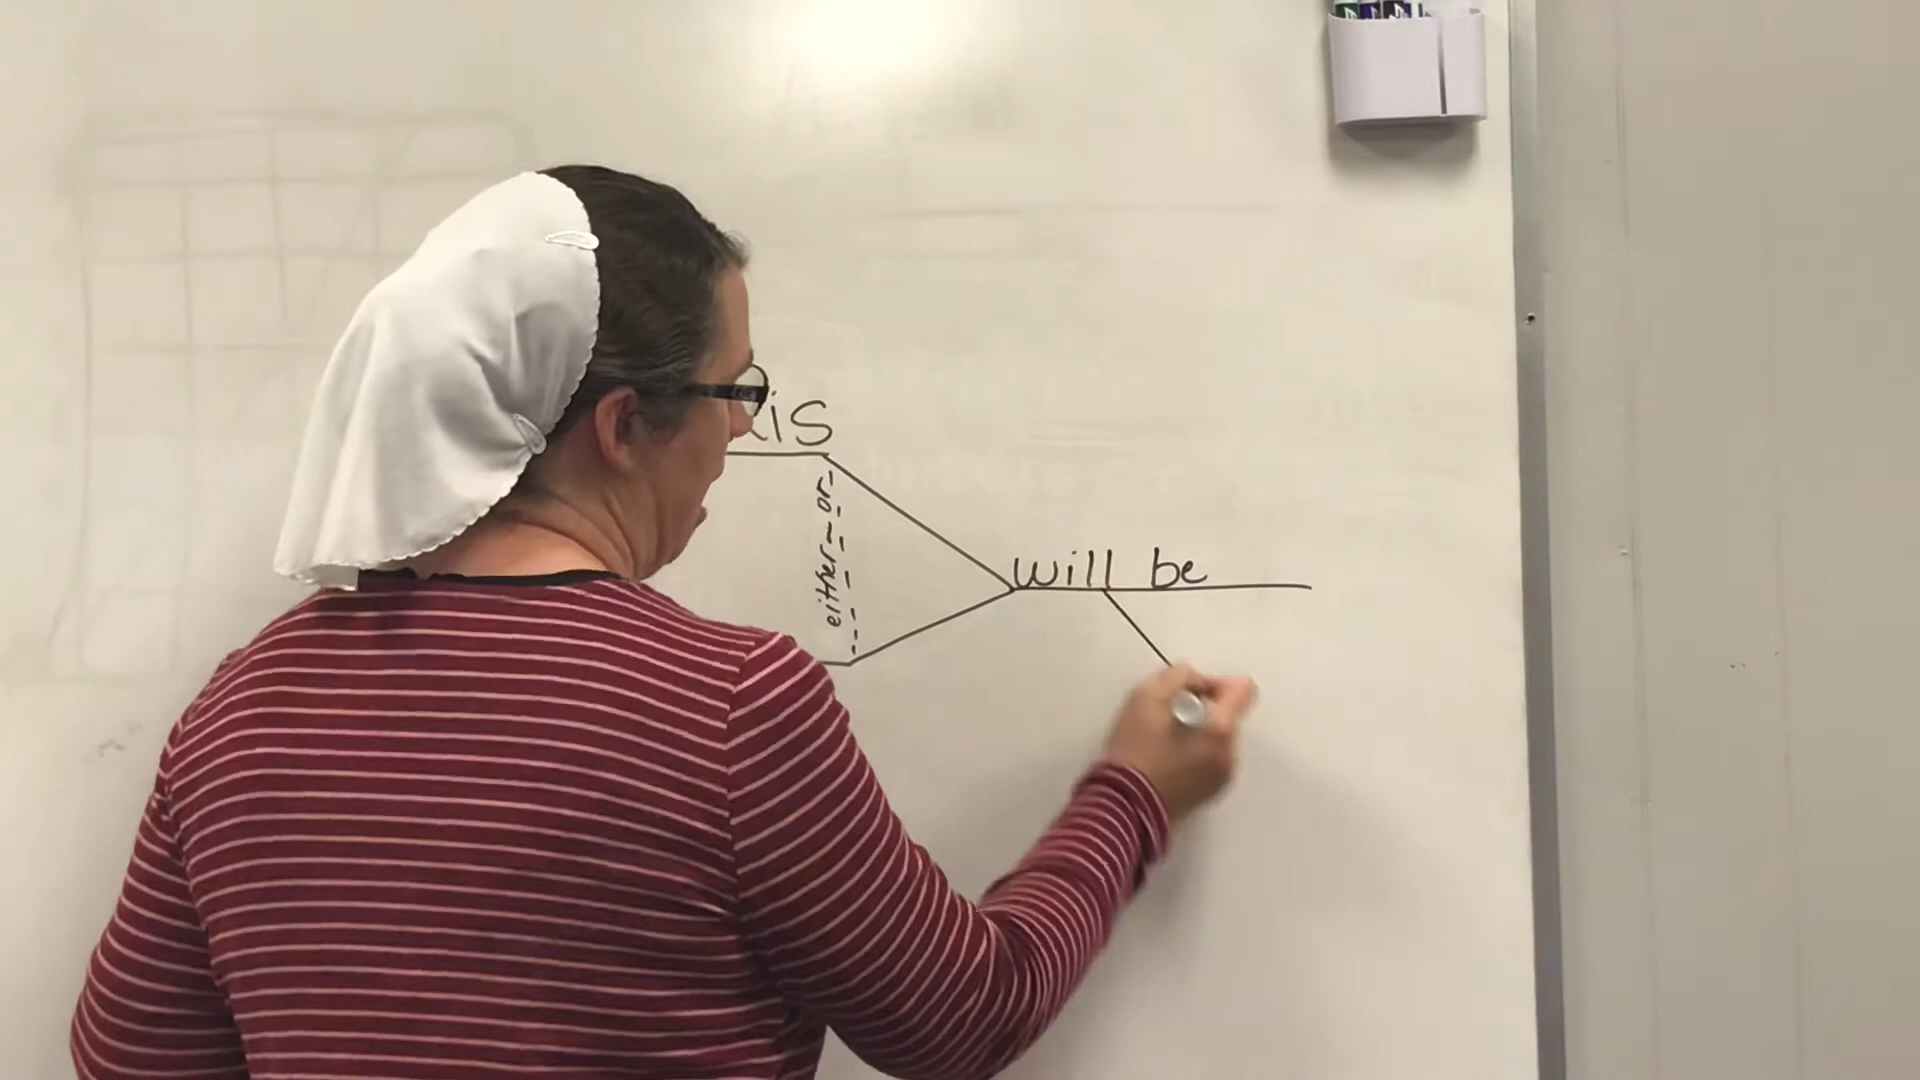 is
either – or
will be